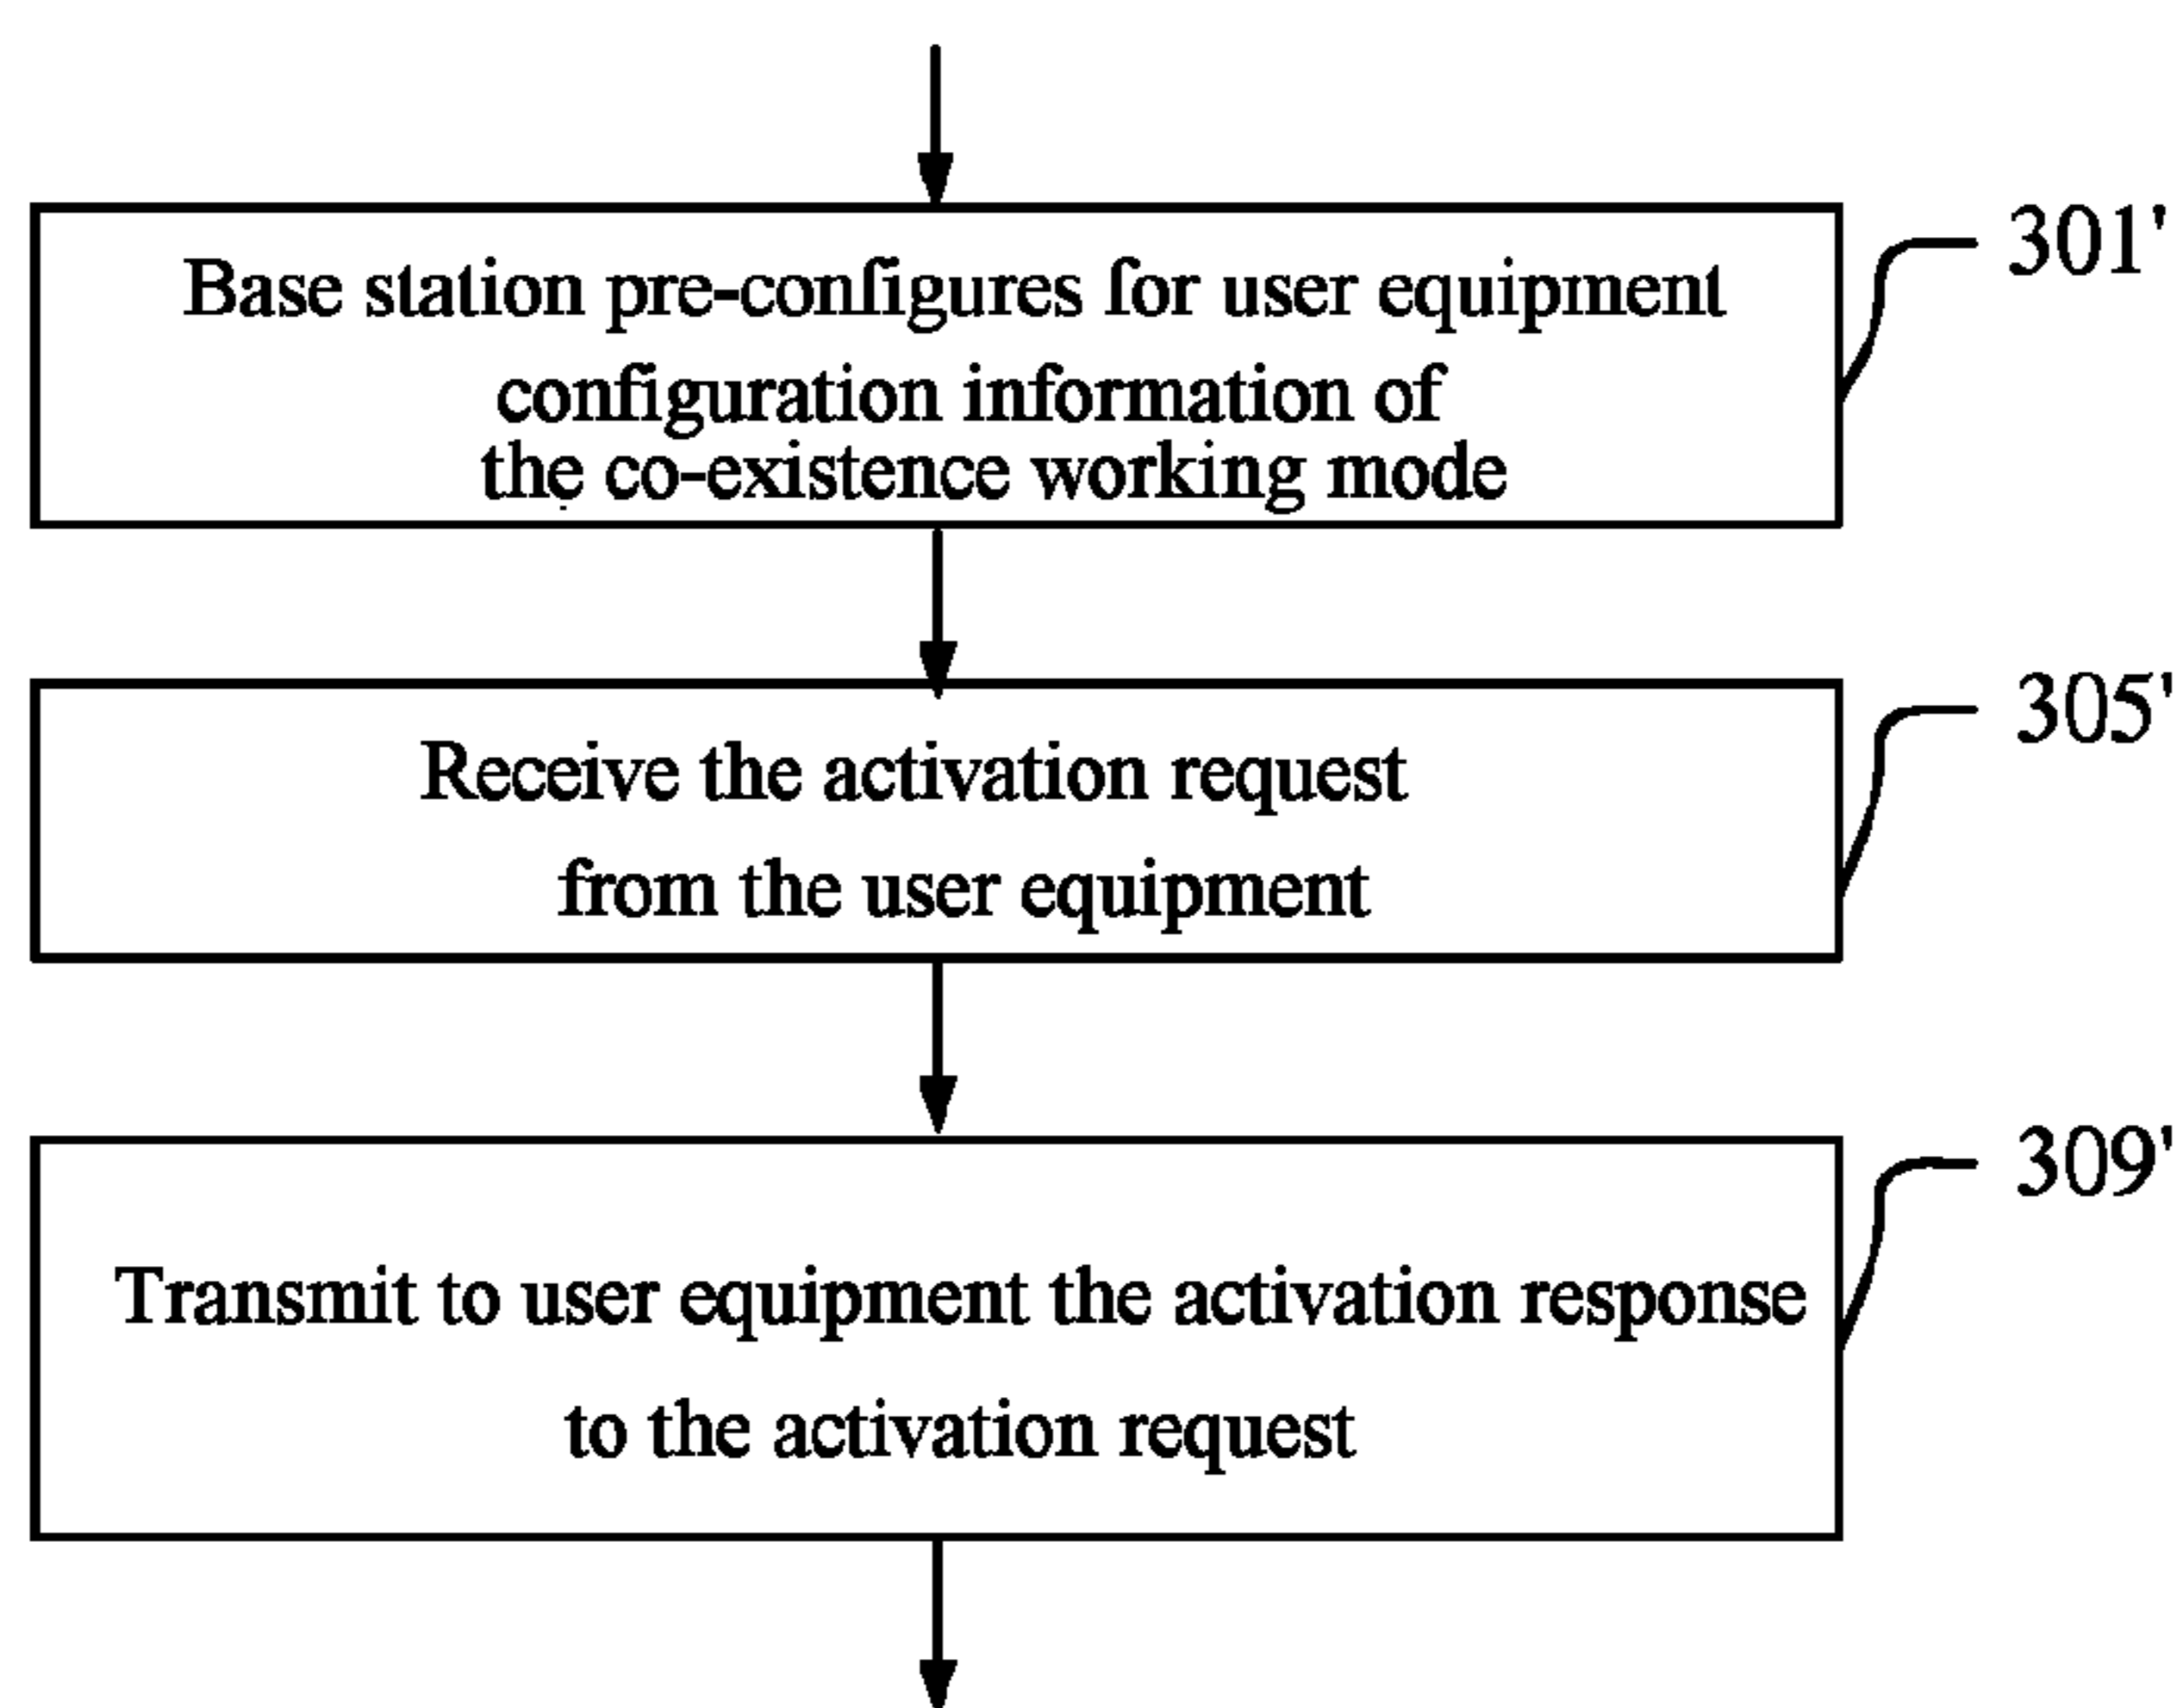 301'
Base station pre-configures for user equipment
configuration information of
the co-existence working mode
305'
Receive the activation request
from the user equipment
309'
Transmit to user equipment the activation response
to the activation request